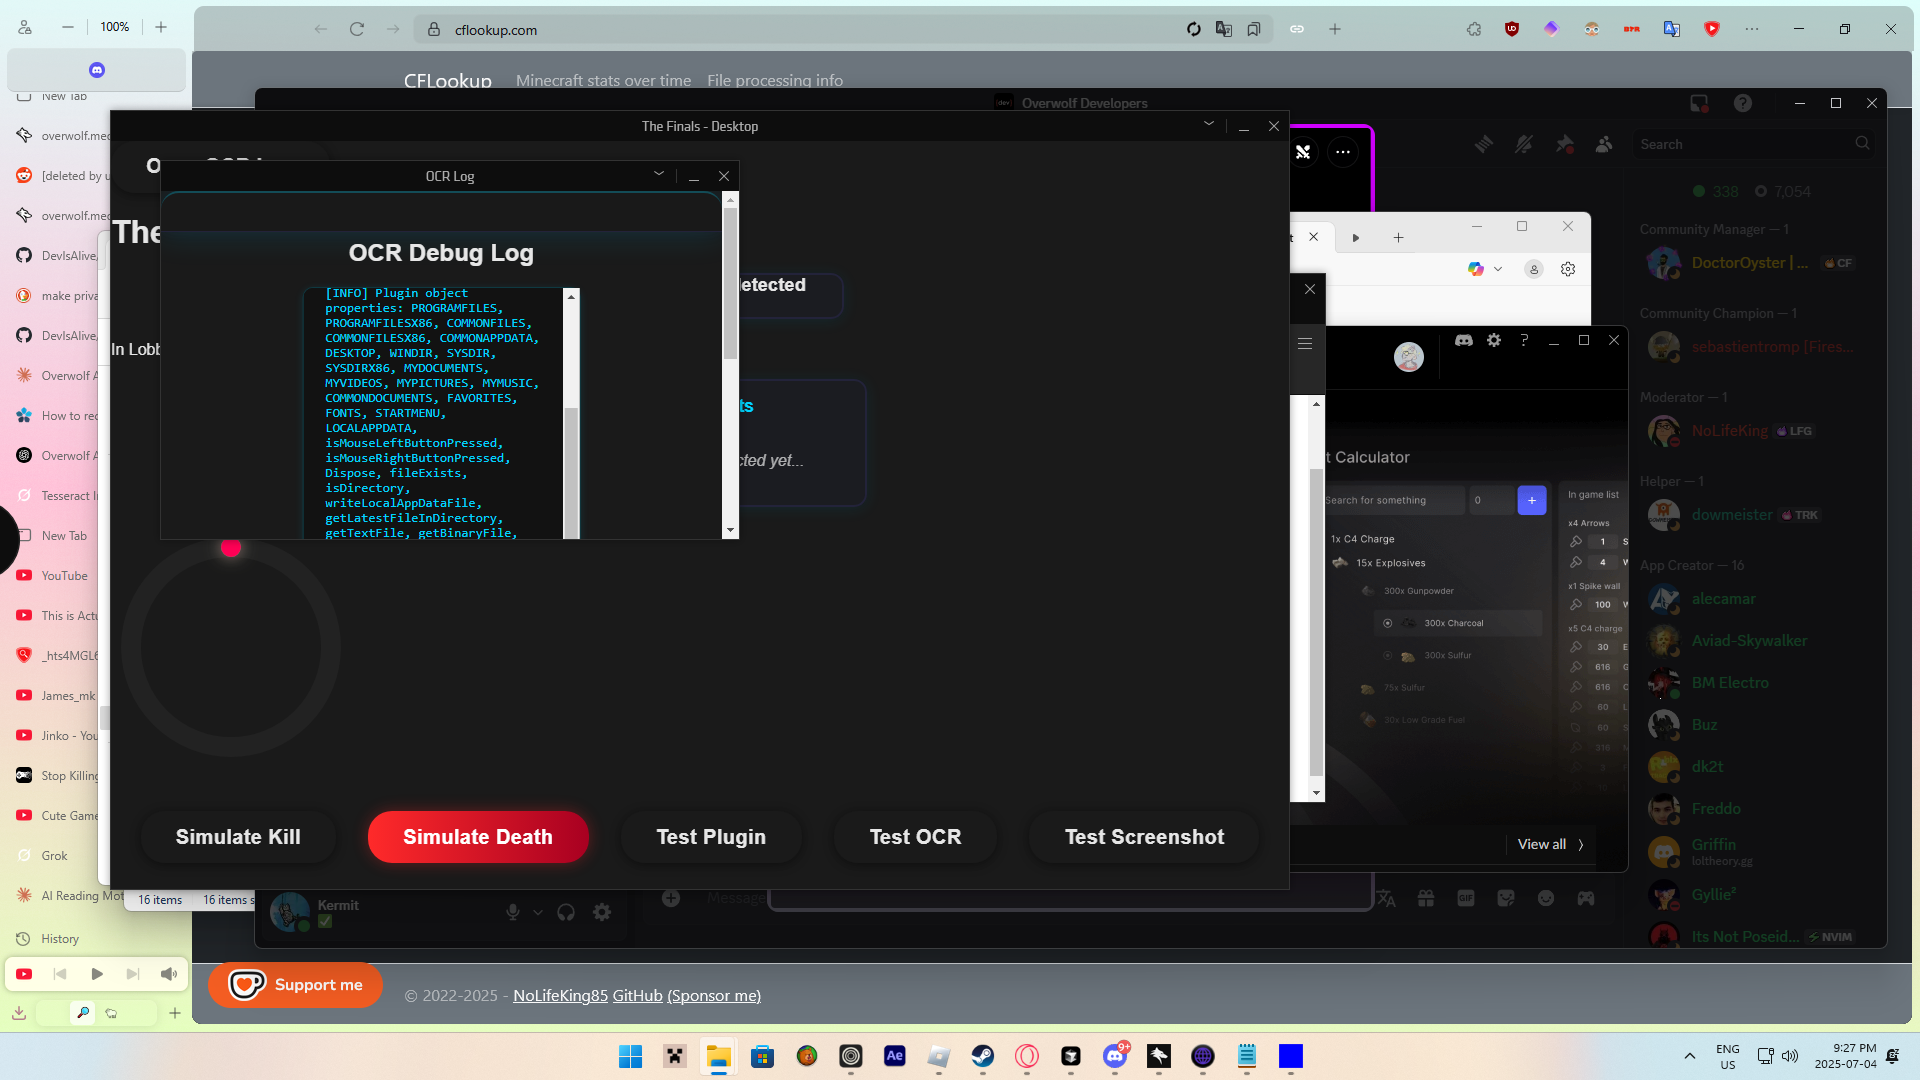 100%
cflookup.com
CFLookup
Minecraft stats over time
File processing info
New Tab
overwolf.med
[deleted by u
overwolf.med
DevIsAlive,
make priva
DevIsAlive,
Overwolf A
How to rec
Overwolf A
Tesseract In
New Tab
YouTube
This is Actu
_hts4MGL6
James_mk
Jinko - You
Stop Killing
Cute Game
Grok
AI Reading Mot
History
16 items
16 items s
Overwolf Developers
The Finals - Desktop
The
In Lobb
OCR Log
OCR Debug Log
[INFO] Plugin object
properties: PROGRAMFILES,
PROGRAMFILESX86, COMMONFILES,
COMMONFILESX86, COMMONAPPDATA,
DESKTOP, WINDIR, SYSDIR,
SYSDIRX86, MYDOCUMENTS,
MYVIDEOS, MYPICTURES, MYMUSIC,
COMMONDOCUMENTS, FAVORITES,
FONTS, STARTMENU,
LOCALAPPDATA,
isMouseLeftButtonPressed,
isMouseRightButtonPressed,
Dispose, fileExists,
isDirectory,
writeLocalAppDataFile,
getLatestFileInDirectory,
getTextFile, getBinaryFile,
etected
ts
cted yet...
Simulate Kill
Simulate Death
Test Plugin
Test OCR
Test Screenshot
t Calculator
Search for something
0
+
1x C4 Charge
15x Explosives
300x Gunpowder
300x Charcoal
300x Sulfur
75x Sulfur
30x Low Grade Fuel
In game list
x4 Arrows
1
4
x1 Spike wall
100
x5 C4 charge
30
616
616
60
60
316
View all
Search
338
7,054
Community Manager — 1
DoctorOyster | ...
CF
Community Champion — 1
sebastientromp [Fires...
Moderator — 1
NoLifeKing
LFG
Helper — 1
dowmeister
TRK
App Creator — 16
alecamar
Aviad-Skywalker
BM Electro
Buz
dk2t
Freddo
Griffin
loltheory.gg
Gyllie²
Its Not Poseid...
NVIM
Kermit
Message
GIF
Support me
© 2022-2025 - NoLifeKing85 GitHub (Sponsor me)
Ae
9+
ENG
US
9:27 PM
2025-07-04